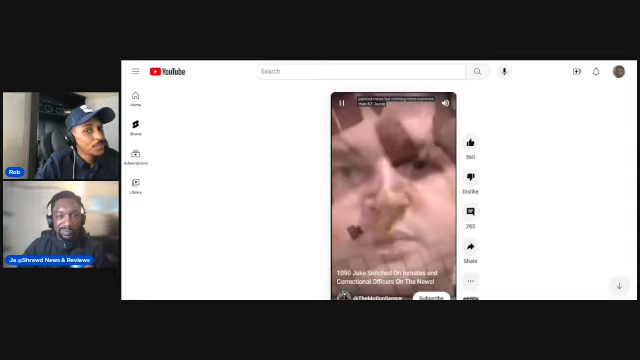 YouTube
Search
Home
Shorts
Subscriptions
Library
Rob
Ja @Shrewd News & Reviews
560
Dislike
285
Share
1090 Jake Snitched On Inmates and
Correctional Officers On The News!
@TheMotionSensor
Subscribe